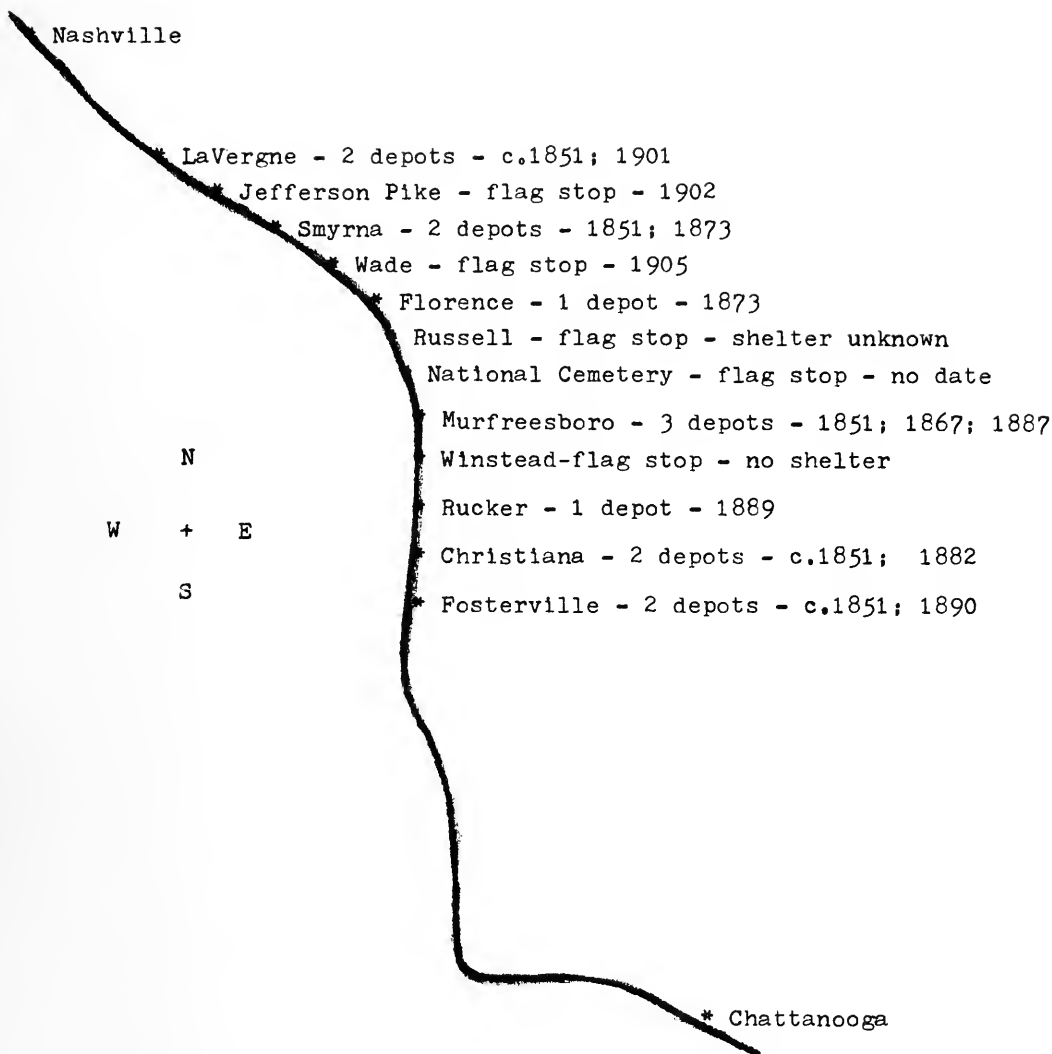 * Nashville
* LaVergne - 2 depots - c.1851; 1901
* Jefferson Pike - flag stop - 1902
* Smyrna - 2 depots - 1851; 1873
* Wade - flag stop - 1905
* Florence - 1 depot - 1873
Russell - flag stop - shelter unknown
* National Cemetery - flag stop - no date
* Murfreesboro - 3 depots - 1851; 1867; 1887
* Winstead-flag stop - no shelter
* Rucker - 1 depot - 1889
* Christiana - 2 depots - c.1851; 1882
* Fosterville - 2 depots - c.1851; 1890
N
W + E
S
* Chattanooga